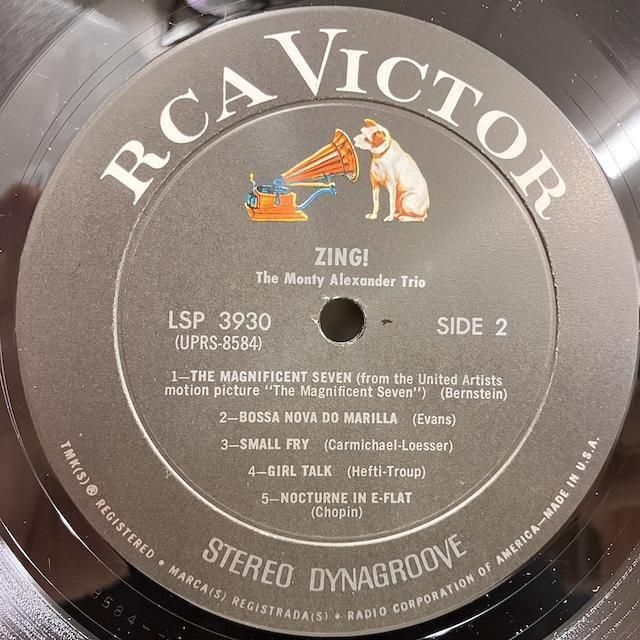 RCA VICTOR
ZING!
The Monty Alexander Trio
LSP 3930
SIDE 2
(UPRS-8584)
1—THE MAGNIFICENT SEVEN (from the United Artists
motion picture "The Magnificent Seven") (Bernstein)
2—BOSSA NOVA DO MARILLA (Evans)
3—SMALL FRY (Carmichael-Loesser)
4—GIRL TALK (Hefti-Troup)
5—NOCTURNE IN E-FLAT
(Chopin)
STEREO DYNAGROOVE
TMK(S) ® REGISTERED • MARCA(S) REGISTRADA(S) • RADIO CORPORATION OF AMERICA—MADE IN U.S.A.